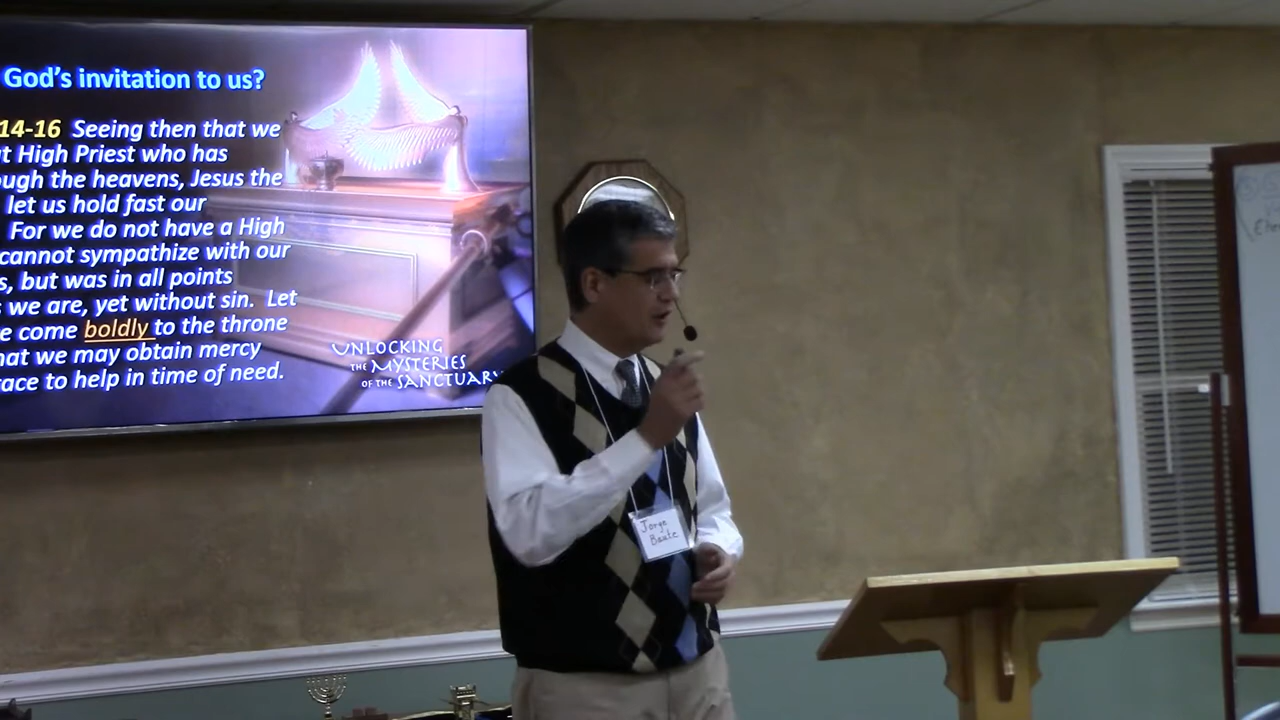 God's invitation to us?
14-16 Seeing then that we
High Priest who has
the heavens, Jesus the
let us hold fast our
For we do not have a High
cannot sympathize with our
but was in all points
we are, yet without sin. Let
come boldly to the throne
that we may obtain mercy
to help in time of need.
UNLOCKING
THE MYSTERIES
OF THE SANCTUARY
Jorge
Baute